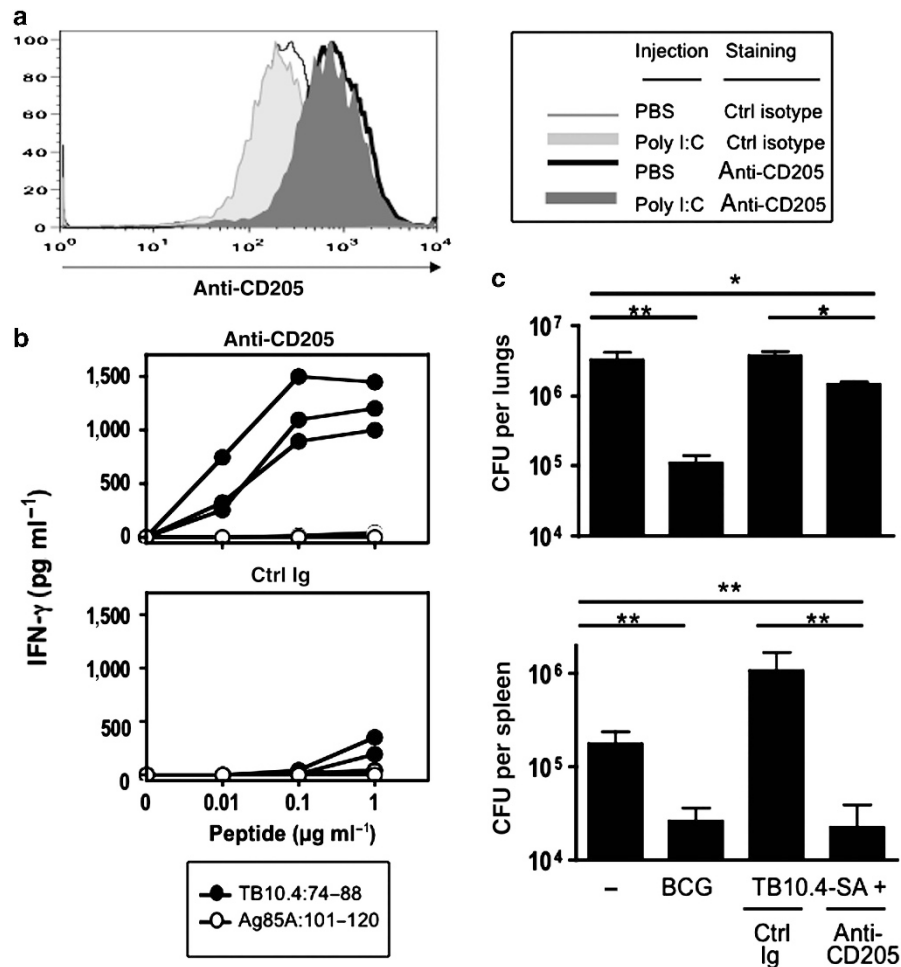 a
100
80
60
40
20
0
10⁰ 10¹ 10² 10³ 10⁴
Anti-CD205
Injection Staining
PBS Ctrl isotype
Poly I:C Ctrl isotype
PBS Anti-CD205
Poly I:C Anti-CD205
b
Anti-CD205
1,500
1,000
500
0
Ctrl Ig
1,500
1,000
500
0
0 0.01 0.1 1
Peptide (µg ml⁻¹)
IFN-γ (pg ml⁻¹)
TB10.4:74–88
Ag85A:101–120
c
*
** *
10⁷
10⁶
10⁵
10⁴
CFU per lungs
**
** **
10⁶
10⁵
10⁴
CFU per spleen
– BCG TB10.4-SA +
Ctrl Anti-
Ig CD205